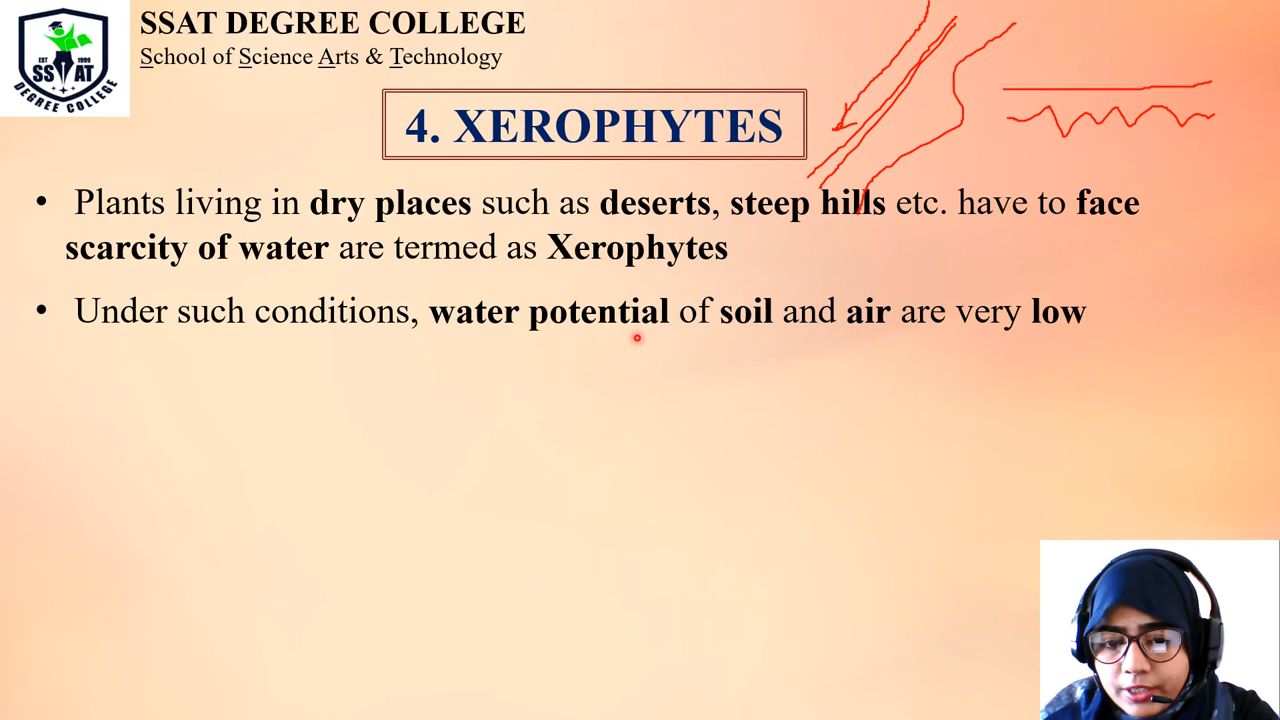 SSAT DEGREE COLLEGE
School of Science Arts & Technology
EST 1999
SSAT
DEGREE COLLEGE
4. XEROPHYTES
• Plants living in dry places such as deserts, steep hills etc. have to face
scarcity of water are termed as Xerophytes
• Under such conditions, water potential of soil and air are very low